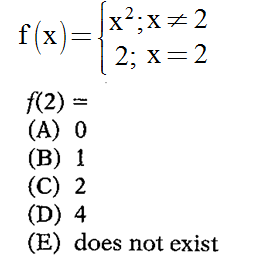 f(x)={x²;x≠2
2; x=2
f(2) =
(A) 0
(B) 1
(C) 2
(D) 4
(E) does not exist